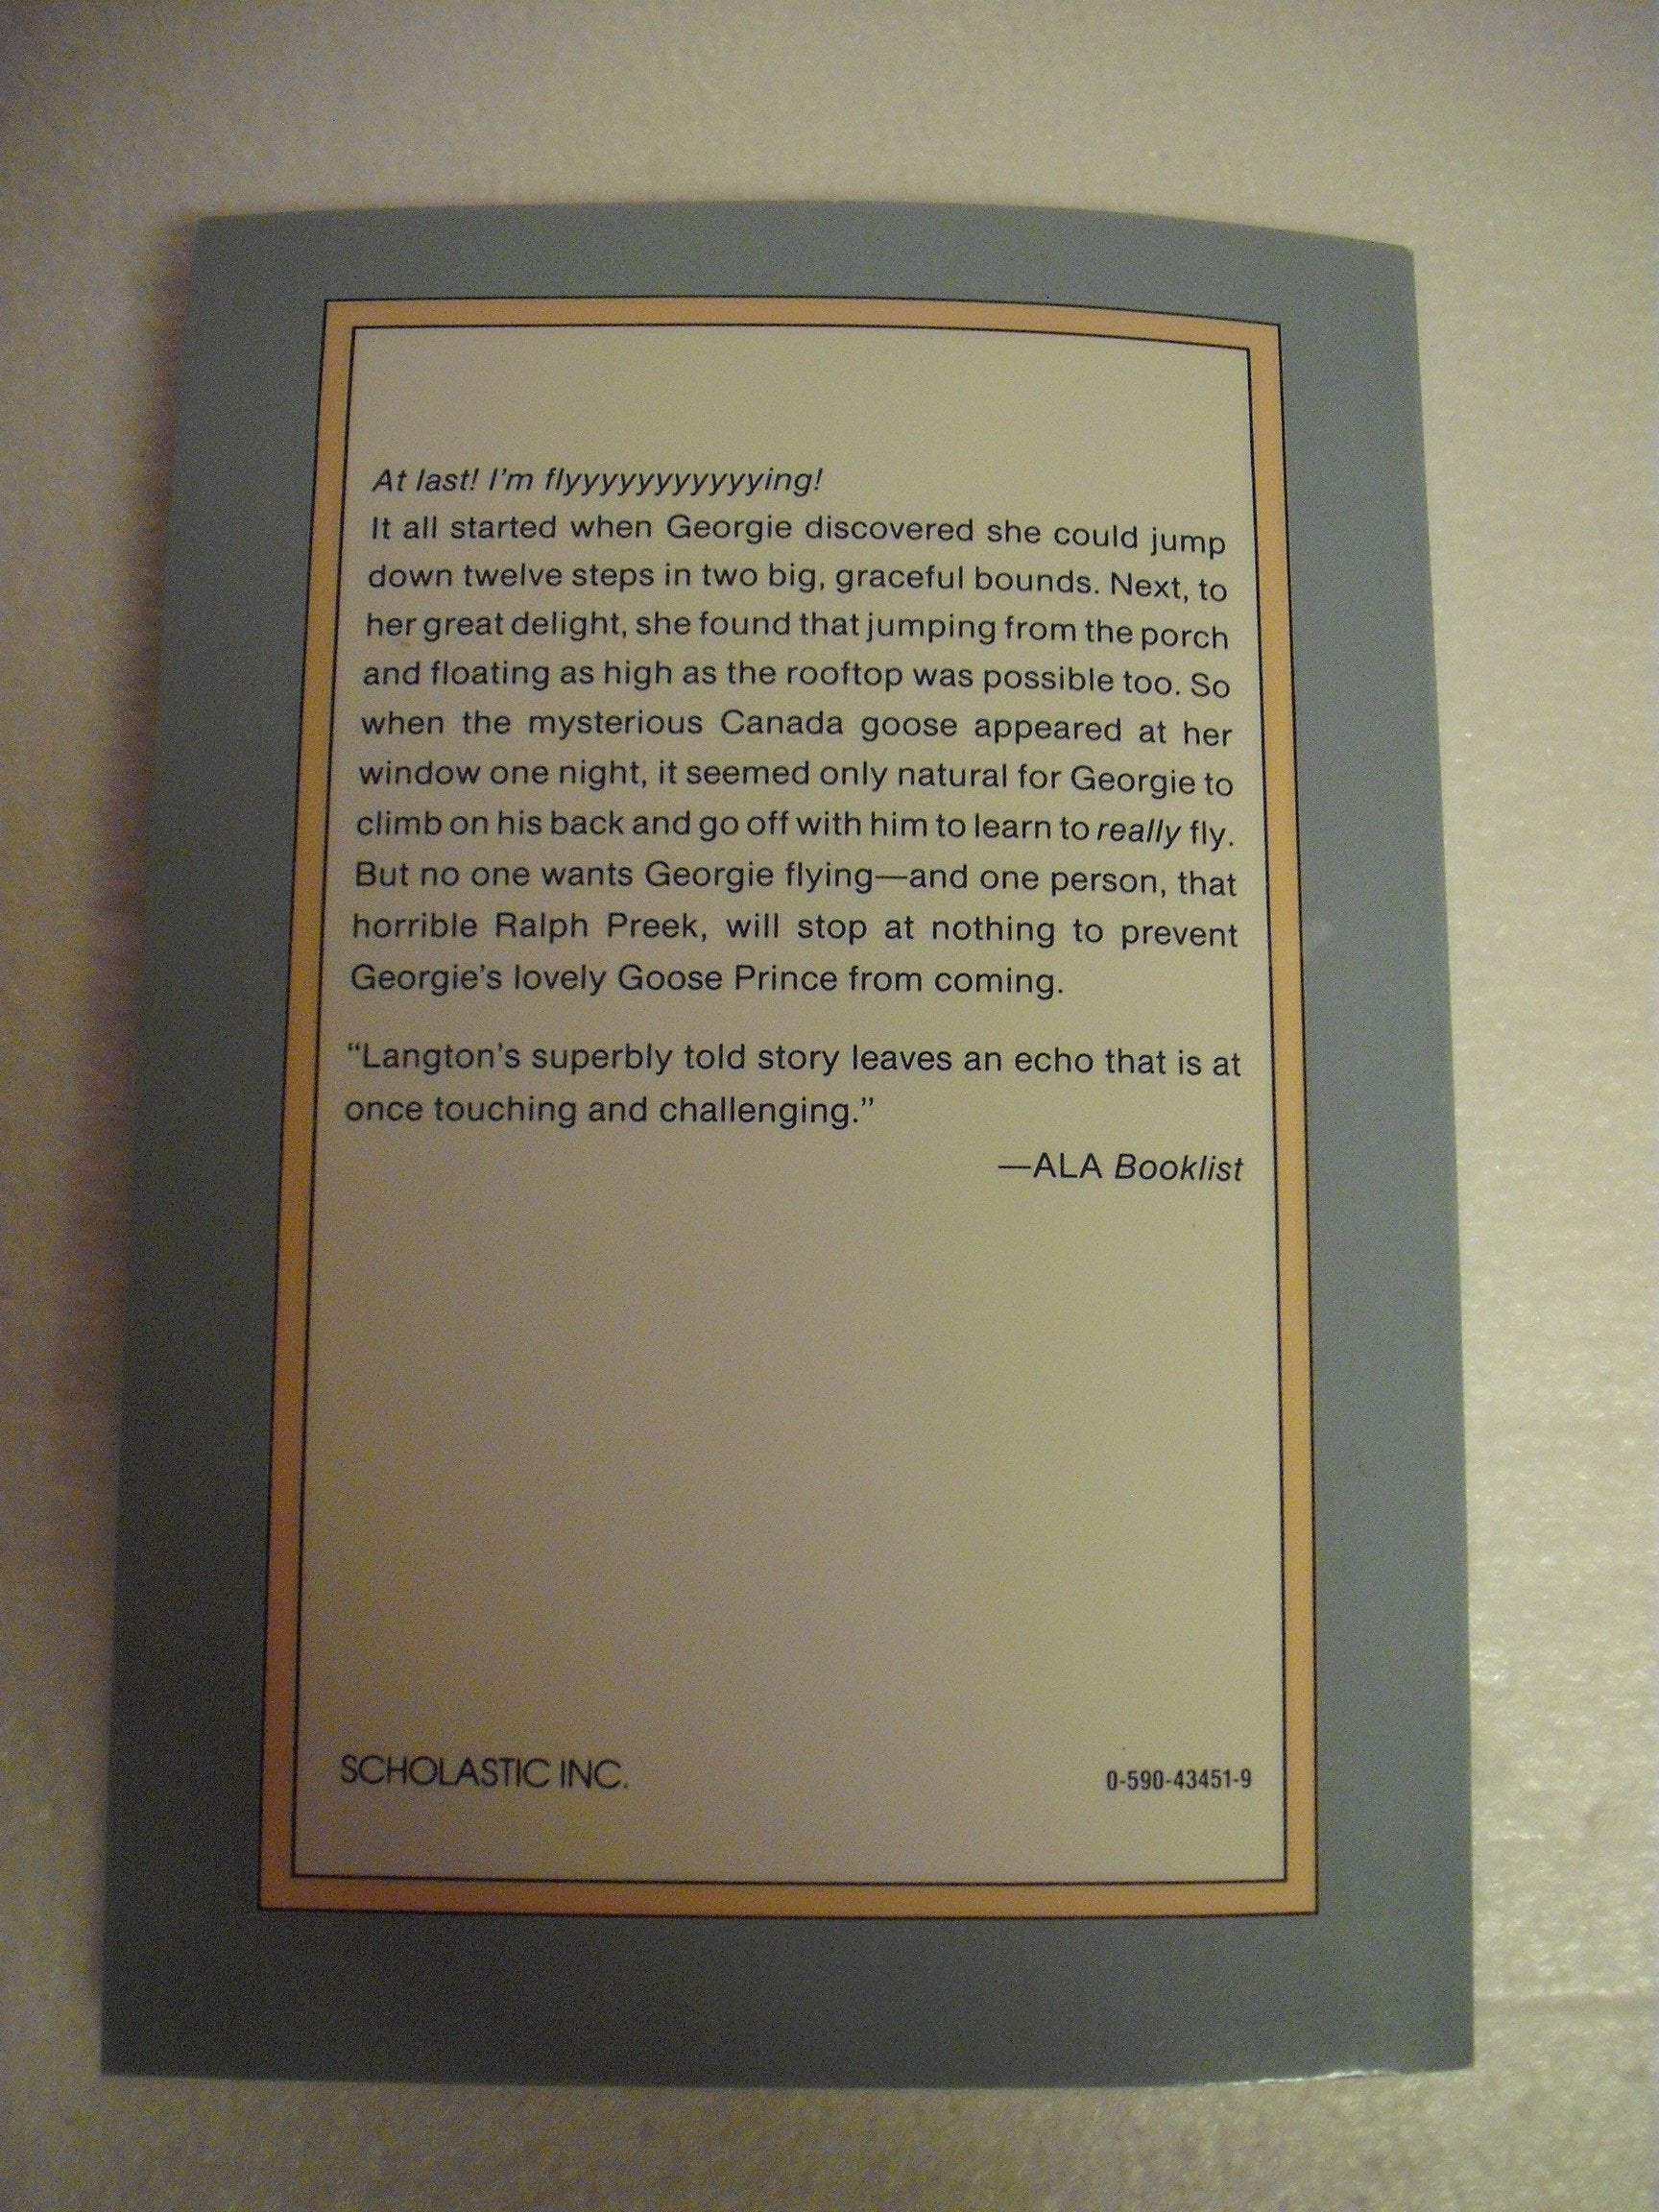 At last! I'm flyyyyyyyyyyyying!
It all started when Georgie discovered she could jump
down twelve steps in two big, graceful bounds. Next, to
her great delight, she found that jumping from the porch
and floating as high as the rooftop was possible too. So
when the mysterious Canada goose appeared at her
window one night, it seemed only natural for Georgie to
climb on his back and go off with him to learn to really fly.
But no one wants Georgie flying—and one person, that
horrible Ralph Preek, will stop at nothing to prevent
Georgie's lovely Goose Prince from coming.
"Langton's superbly told story leaves an echo that is at
once touching and challenging."
—ALA Booklist
SCHOLASTIC INC.
0-590-43451-9